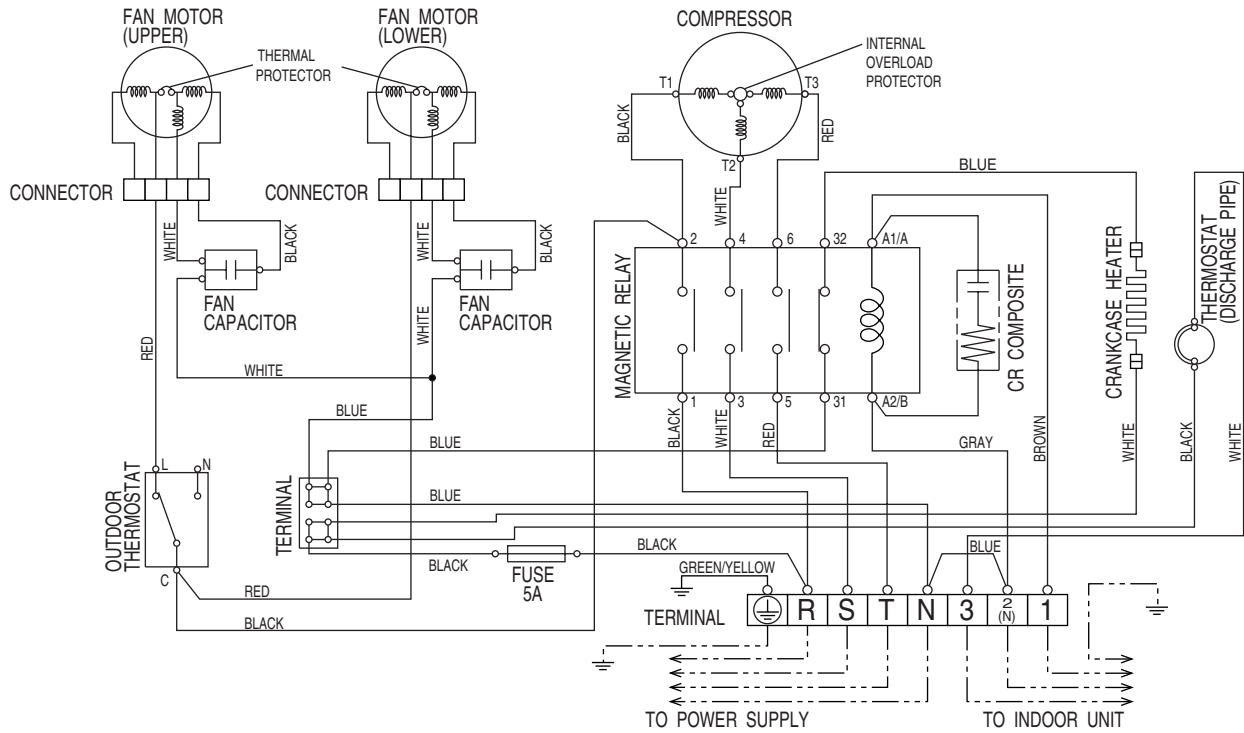 FAN MOTOR
(UPPER)
THERMAL
PROTECTOR
FAN MOTOR
(LOWER)
COMPRESSOR
INTERNAL
OVERLOAD
PROTECTOR
T1
T3
T2
BLACK
RED
WHITE
BLUE
CONNECTOR
CONNECTOR
WHITE
BLACK
WHITE
BLACK
FAN
CAPACITOR
FAN
CAPACITOR
RED
WHITE
WHITE
2
4
6
32
A1/A
MAGNETIC RELAY
1
3
5
31
A2/B
CR COMPOSITE
CRANKCASE HEATER
THERMOSTAT
(DISCHARGE PIPE)
BLACK
WHITE
RED
GRAY
BROWN
WHITE
BLACK
WHITE
BLUE
BLUE
BLUE
L
N
OUTDOOR
THERMOSTAT
C
TERMINAL
BLACK
FUSE
5A
BLACK
RED
BLACK
GREEN/YELLOW
BLUE
TERMINAL
R
S
T
N
3
2
(N)
1
TO POWER SUPPLY
TO INDOOR UNIT